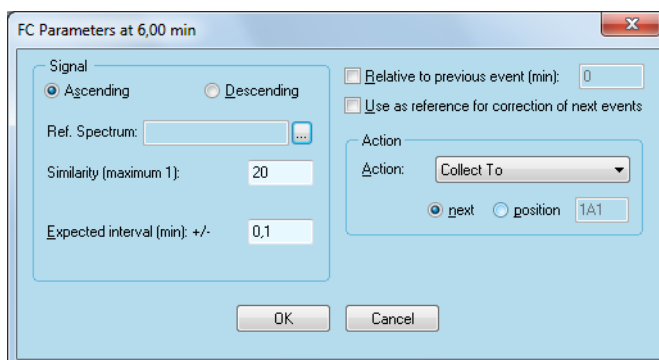 FC Parameters at 6,00 min
Signal
Ascending
Descending
Ref. Spectrum:
...
Similarity (maximum 1):
20
Expected interval (min): +/-
0,1
Relative to previous event (min):
0
Use as reference for correction of next events
Action
Action:
Collect To
next
position
1A1
OK
Cancel